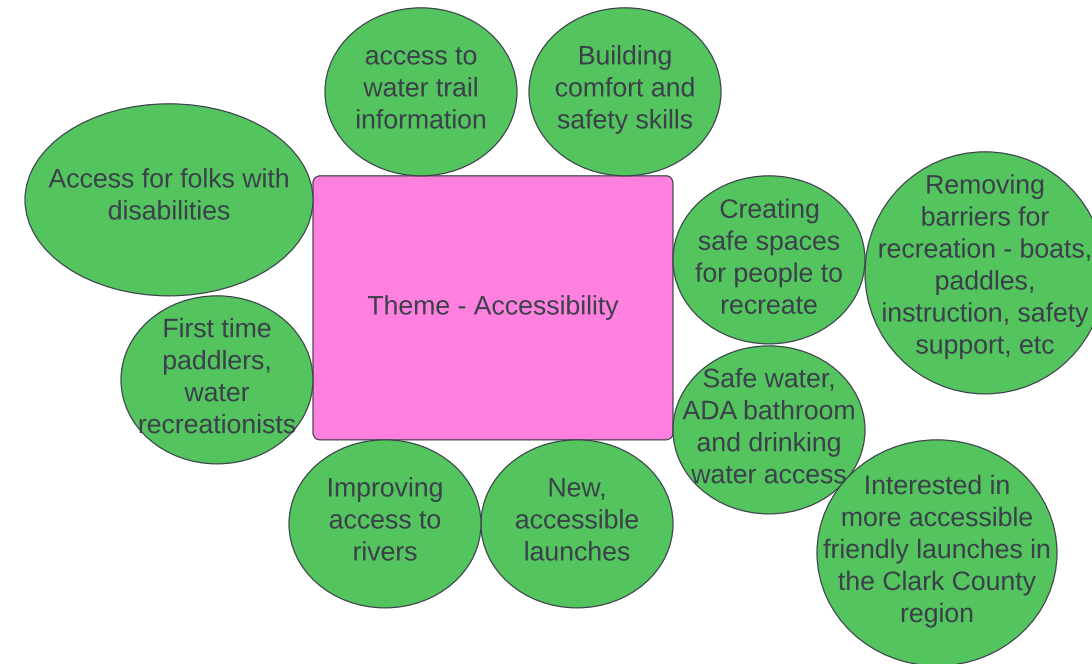 access to
water trail
information
Building
comfort and
safety skills
Access for folks with
disabilities
Creating
safe spaces
for people to
recreate
Removing
barriers for
recreation - boats,
paddles,
instruction, safety
support, etc
Theme - Accessibility
First time
paddlers,
water
recreationists
Safe water,
ADA bathroom
and drinking
water access
Improving
access to
rivers
New,
accessible
launches
Interested in
more accessible
friendly launches in
the Clark County
region